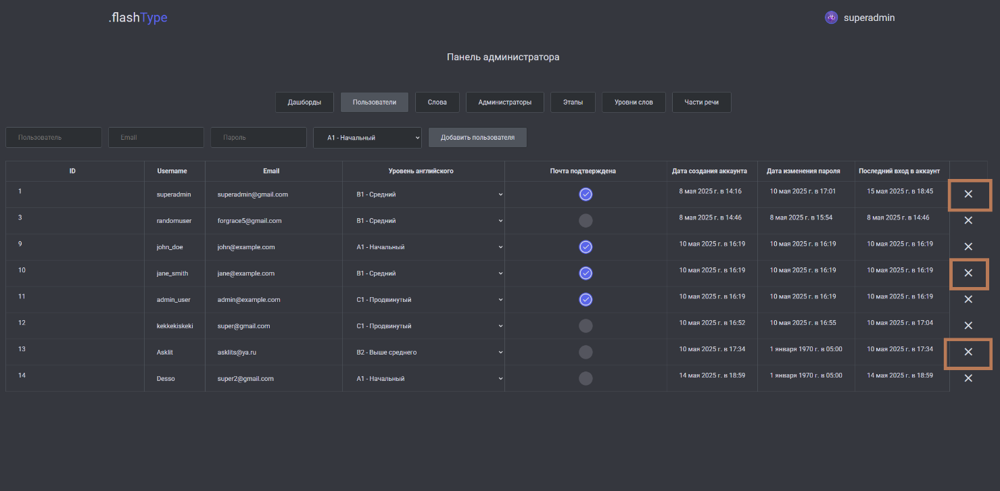 .flashType superadmin
Панель администратора
Дашборды Пользователи Слова Администраторы Этапы Уровни слов Части речи
Пользователь Email Пароль A1 - Начальный Добавить пользователя
ID Username Email Уровень английского Почта подтверждена Дата создания аккаунта Дата изменения пароля Последний вход в аккаунт
1 superadmin superadmin@gmail.com B1 - Средний 8 мая 2025 г. в 14:16 10 мая 2025 г. в 17:01 15 мая 2025 г. в 18:45
3 randomuser forgrace5@gmail.com B1 - Средний 8 мая 2025 г. в 14:46 8 мая 2025 г. в 15:54 8 мая 2025 г. в 14:46
9 john_doe john@example.com A1 - Начальный 10 мая 2025 г. в 16:19 10 мая 2025 г. в 16:19 10 мая 2025 г. в 16:19
10 jane_smith jane@example.com B1 - Средний 10 мая 2025 г. в 16:19 10 мая 2025 г. в 16:19 10 мая 2025 г. в 16:19
11 admin_user admin@example.com C1 - Продвинутый 10 мая 2025 г. в 16:19 10 мая 2025 г. в 16:19 10 мая 2025 г. в 16:19
12 kekkekiskeki super@gmail.com C1 - Продвинутый 10 мая 2025 г. в 16:52 10 мая 2025 г. в 16:55 10 мая 2025 г. в 17:04
13 Asklit asklits@ya.ru B2 - Выше среднего 10 мая 2025 г. в 17:34 1 января 1970 г. в 05:00 10 мая 2025 г. в 17:34
14 Desso super2@gmail.com A1 - Начальный 14 мая 2025 г. в 18:59 1 января 1970 г. в 05:00 14 мая 2025 г. в 18:59